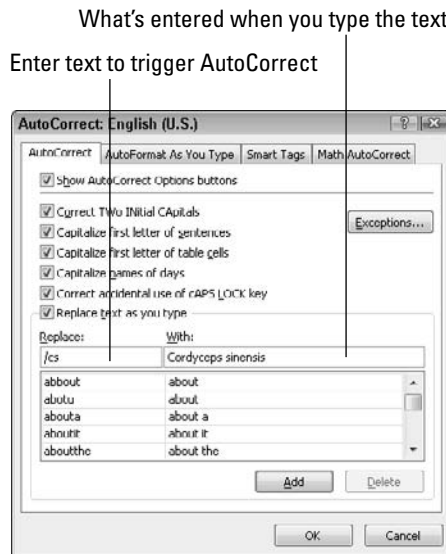 What's entered when you type the text
Enter text to trigger AutoCorrect
AutoCorrect: English (U.S.)
AutoCorrect AutoFormat As You Type Smart Tags Math AutoCorrect
Show AutoCorrect Options buttons
Correct TWo INitial CApitals
Exceptions...
Capitalize first letter of sentences
Capitalize first letter of table cells
Capitalize names of days
Correct accidental use of cAPS LOCK key
Replace text as you type
Replace: With:
/cs Cordyceps sinensis
abbout about
abotu about
abouta about a
aboutit about it
aboutthe about the
Add Delete
OK Cancel